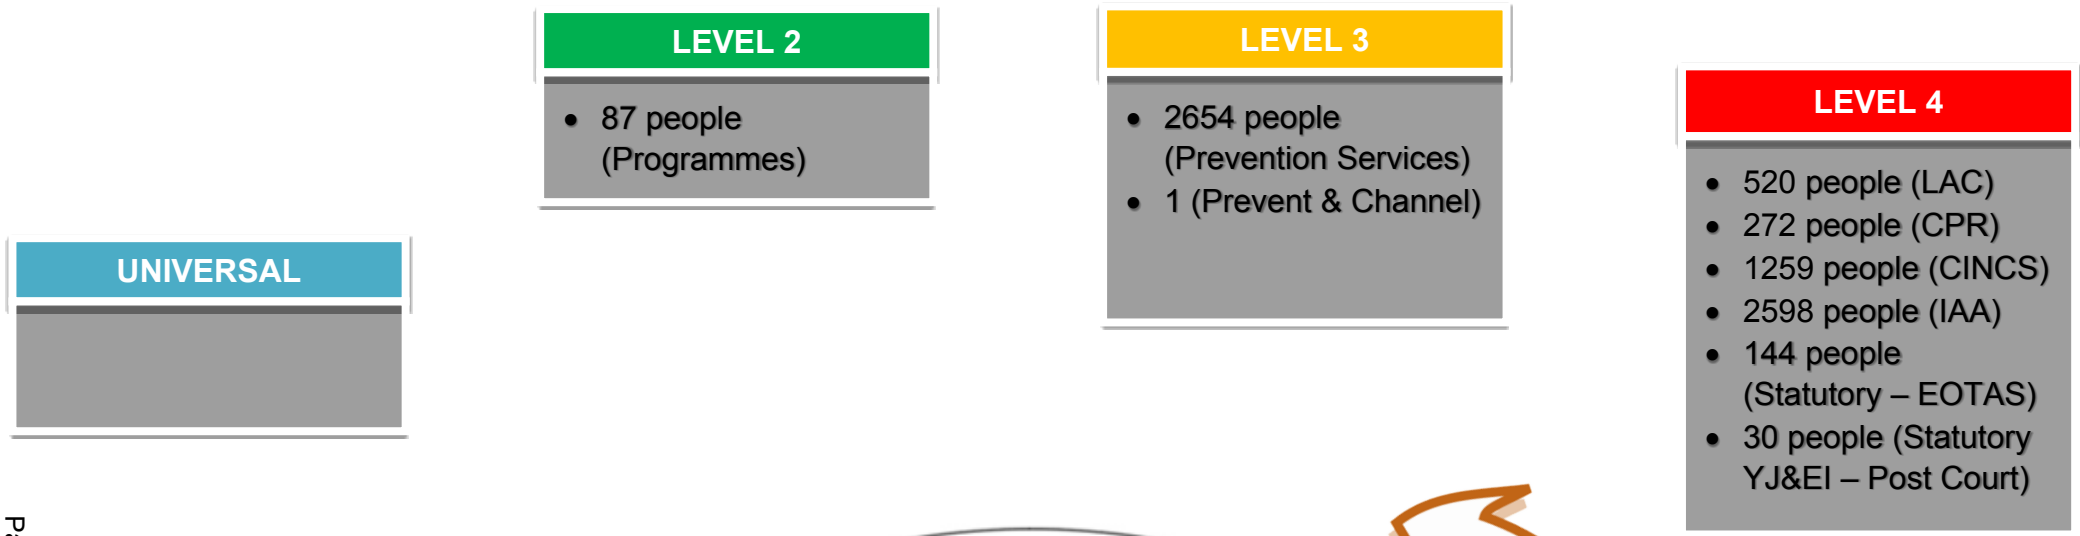 LEVEL 2
• 87 people
(Programmes)
LEVEL 3
• 2654 people
(Prevention Services)
• 1 (Prevent & Channel)
LEVEL 4
• 520 people (LAC)
• 272 people (CPR)
• 1259 people (CINCS)
• 2598 people (IAA)
• 144 people
(Statutory – EOTAS)
• 30 people (Statutory
YJ&EI – Post Court)
UNIVERSAL